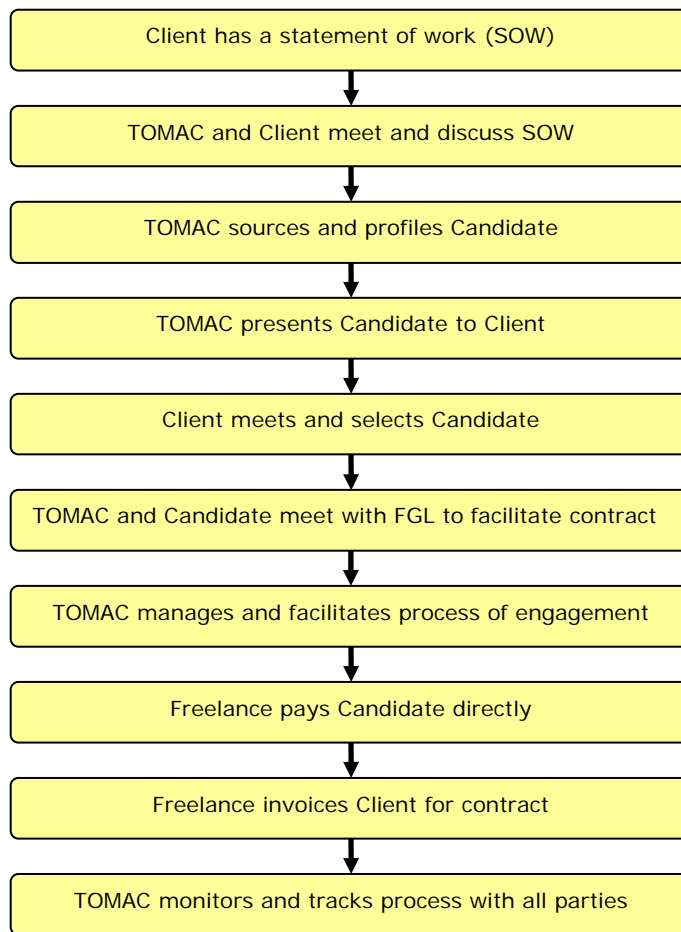 Client has a statement of work (SOW)
TOMAC and Client meet and discuss SOW
TOMAC sources and profiles Candidate
TOMAC presents Candidate to Client
Client meets and selects Candidate
TOMAC and Candidate meet with FGL to facilitate contract
TOMAC manages and facilitates process of engagement
Freelance pays Candidate directly
Freelance invoices Client for contract
TOMAC monitors and tracks process with all parties